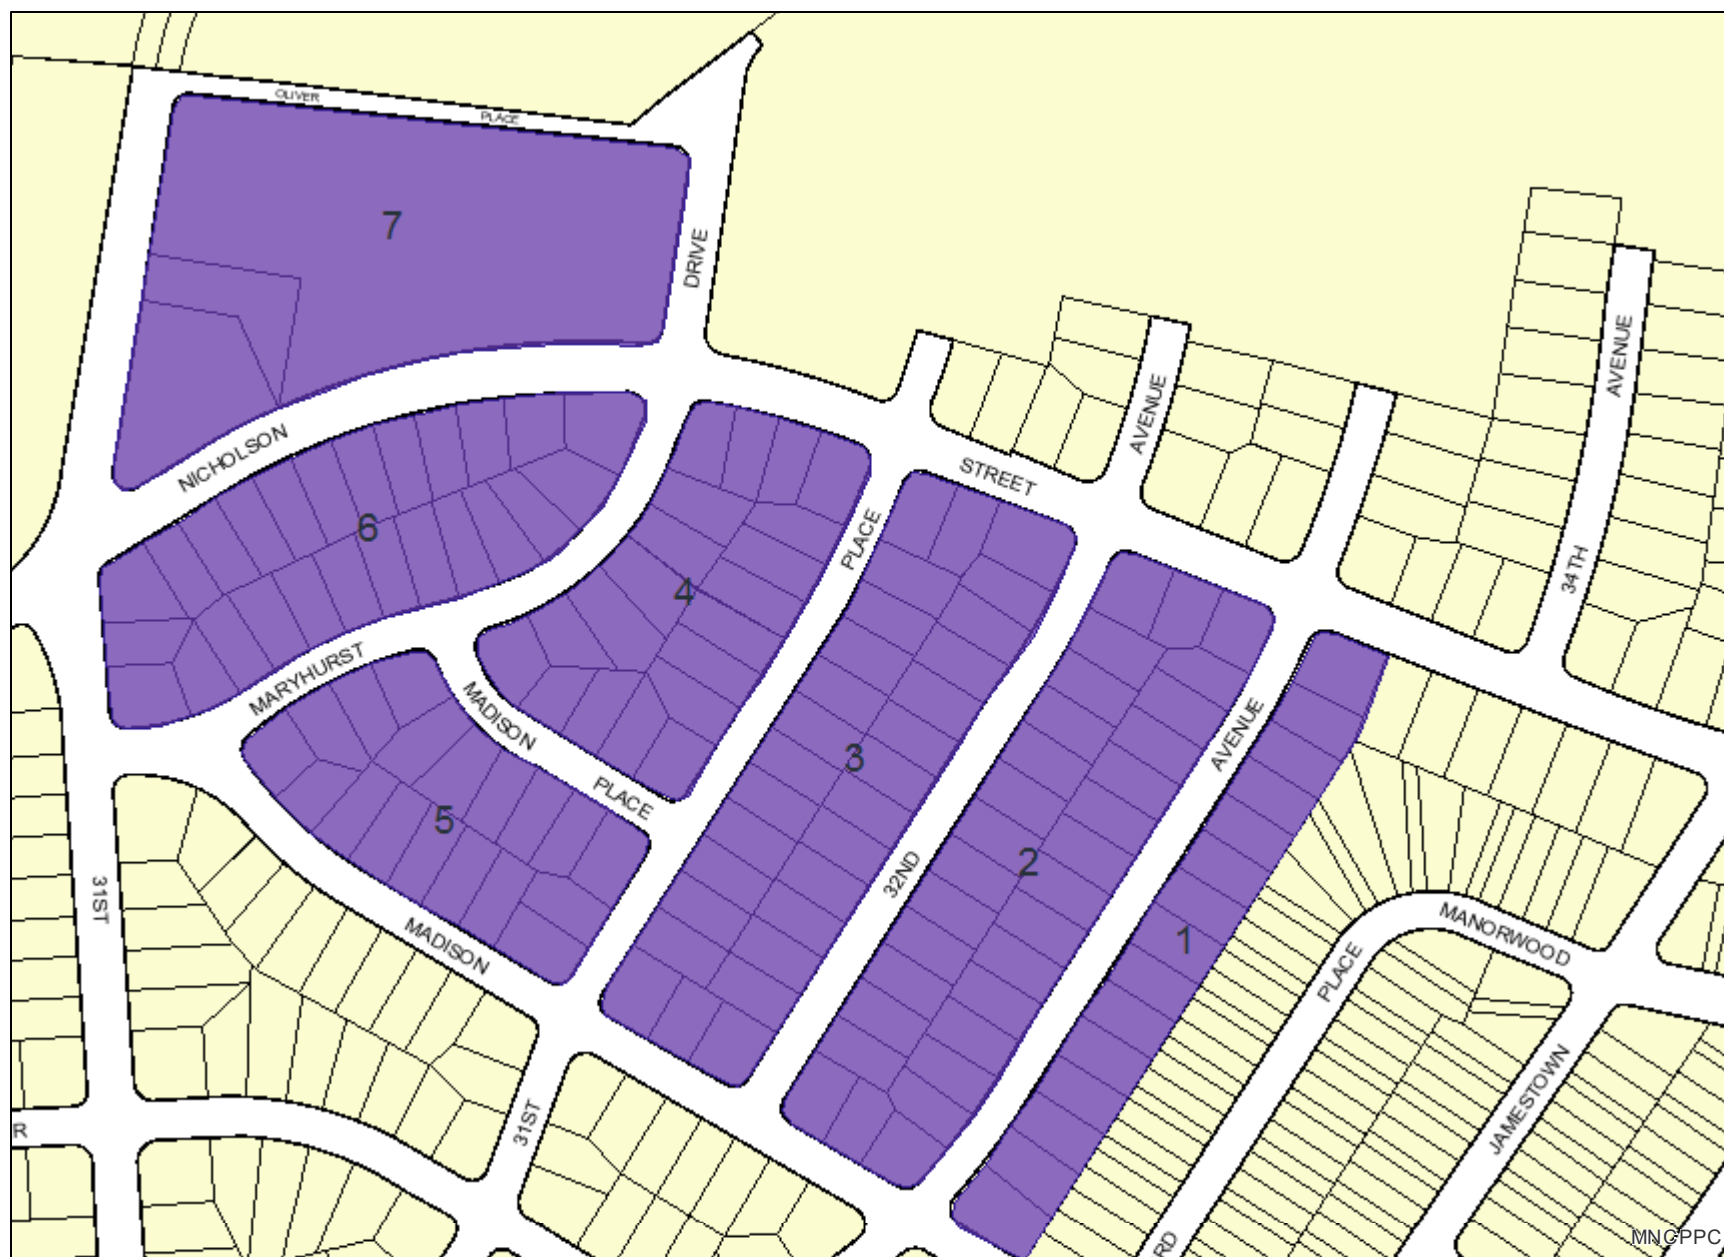 OLIVER
PLACE
7
DRIVE
AVENUE
AVENUE
NICHOLSON
STREET
6
PLACE
34TH
4
MARYHURST
MADISON
AVENUE
3
PLACE
5
2
32ND
31ST
MADISON
1
MANORWOOD
PLACE
31ST
JAMESTOWN
R
RD
MNCPPC